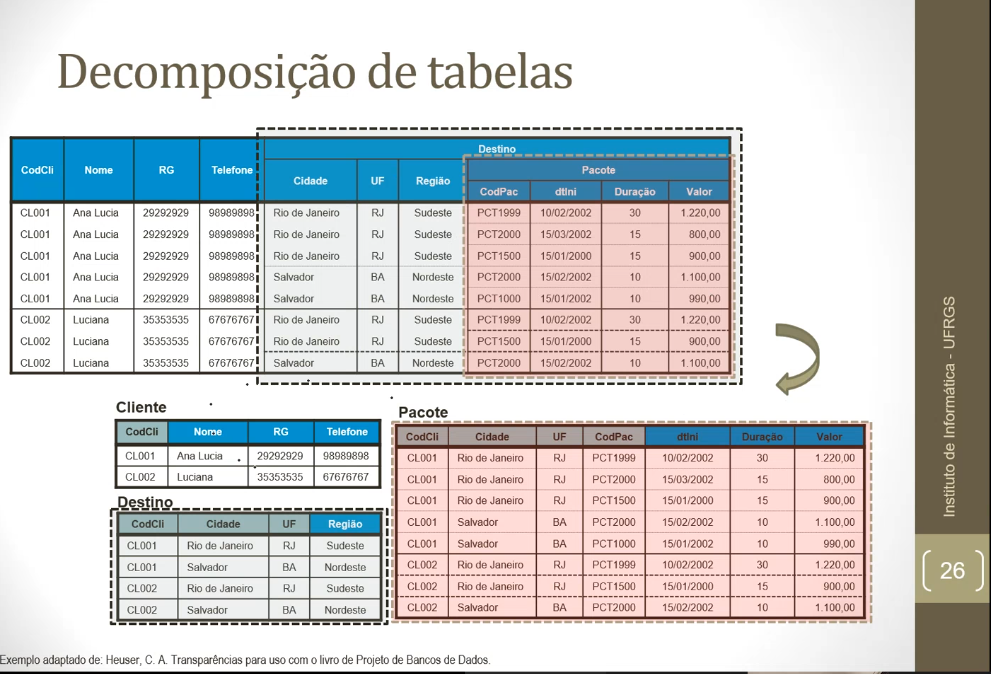 Decomposição de tabelas
Destino
Pacote
CodCli Nome RG Telefone Cidade UF Região CodPac dtIni Duração Valor
CL001 Ana Lucia 29292929 98989898 Rio de Janeiro RJ Sudeste PCT1999 10/02/2002 30 1.220,00
CL001 Ana Lucia 29292929 98989898 Rio de Janeiro RJ Sudeste PCT2000 15/03/2002 15 800,00
CL001 Ana Lucia 29292929 98989898 Rio de Janeiro RJ Sudeste PCT1500 15/01/2000 15 900,00
CL001 Ana Lucia 29292929 98989898 Salvador BA Nordeste PCT2000 15/02/2002 10 1.100,00
CL001 Ana Lucia 29292929 98989898 Salvador BA Nordeste PCT1000 15/01/2002 10 990,00
CL002 Luciana 35353535 67676767 Rio de Janeiro RJ Sudeste PCT1999 10/02/2002 30 1.220,00
CL002 Luciana 35353535 67676767 Rio de Janeiro RJ Sudeste PCT1500 15/01/2000 15 900,00
CL002 Luciana 35353535 67676767 Salvador BA Nordeste PCT2000 15/02/2002 10 1.100,00
Cliente
CodCli Nome RG Telefone
CL001 Ana Lucia 29292929 98989898
CL002 Luciana 35353535 67676767
Destino
CodCli Cidade UF Região
CL001 Rio de Janeiro RJ Sudeste
CL001 Salvador BA Nordeste
CL002 Rio de Janeiro RJ Sudeste
CL002 Salvador BA Nordeste
Pacote
CodCli Cidade UF CodPac dtIni Duração Valor
CL001 Rio de Janeiro RJ PCT1999 10/02/2002 30 1.220,00
CL001 Rio de Janeiro RJ PCT2000 15/03/2002 15 800,00
CL001 Rio de Janeiro RJ PCT1500 15/01/2000 15 900,00
CL001 Salvador BA PCT2000 15/02/2002 10 1.100,00
CL001 Salvador BA PCT1000 15/01/2002 10 990,00
CL002 Rio de Janeiro RJ PCT1999 10/02/2002 30 1.220,00
CL002 Rio de Janeiro RJ PCT1500 15/01/2000 15 900,00
CL002 Salvador BA PCT2000 15/02/2002 10 1.100,00
Exemplo adaptado de: Heuser, C. A. Transparências para uso com o livro de Projeto de Bancos de Dados.
Instituto de Informática - UFRGS
26